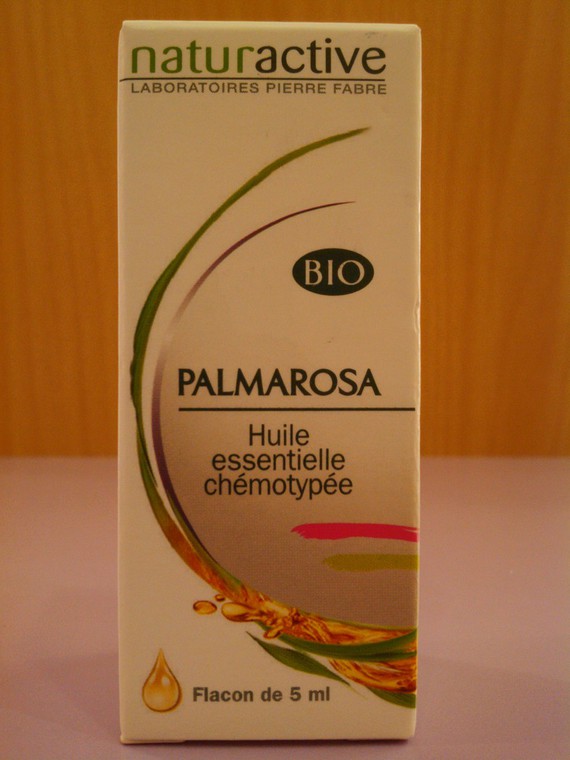 naturactive
LABORATOIRES PIERRE FABRE
BIO
PALMAROSA
Huile
essentielle
chémotypée
Flacon de 5 ml